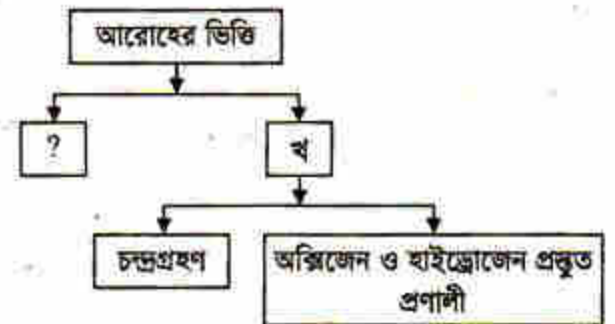 আরোহের ভিত্তি
?
খ
চন্দ্রগ্রহণ
অক্সিজেন ও হাইড্রোজেন প্রস্তুত
প্রণালী